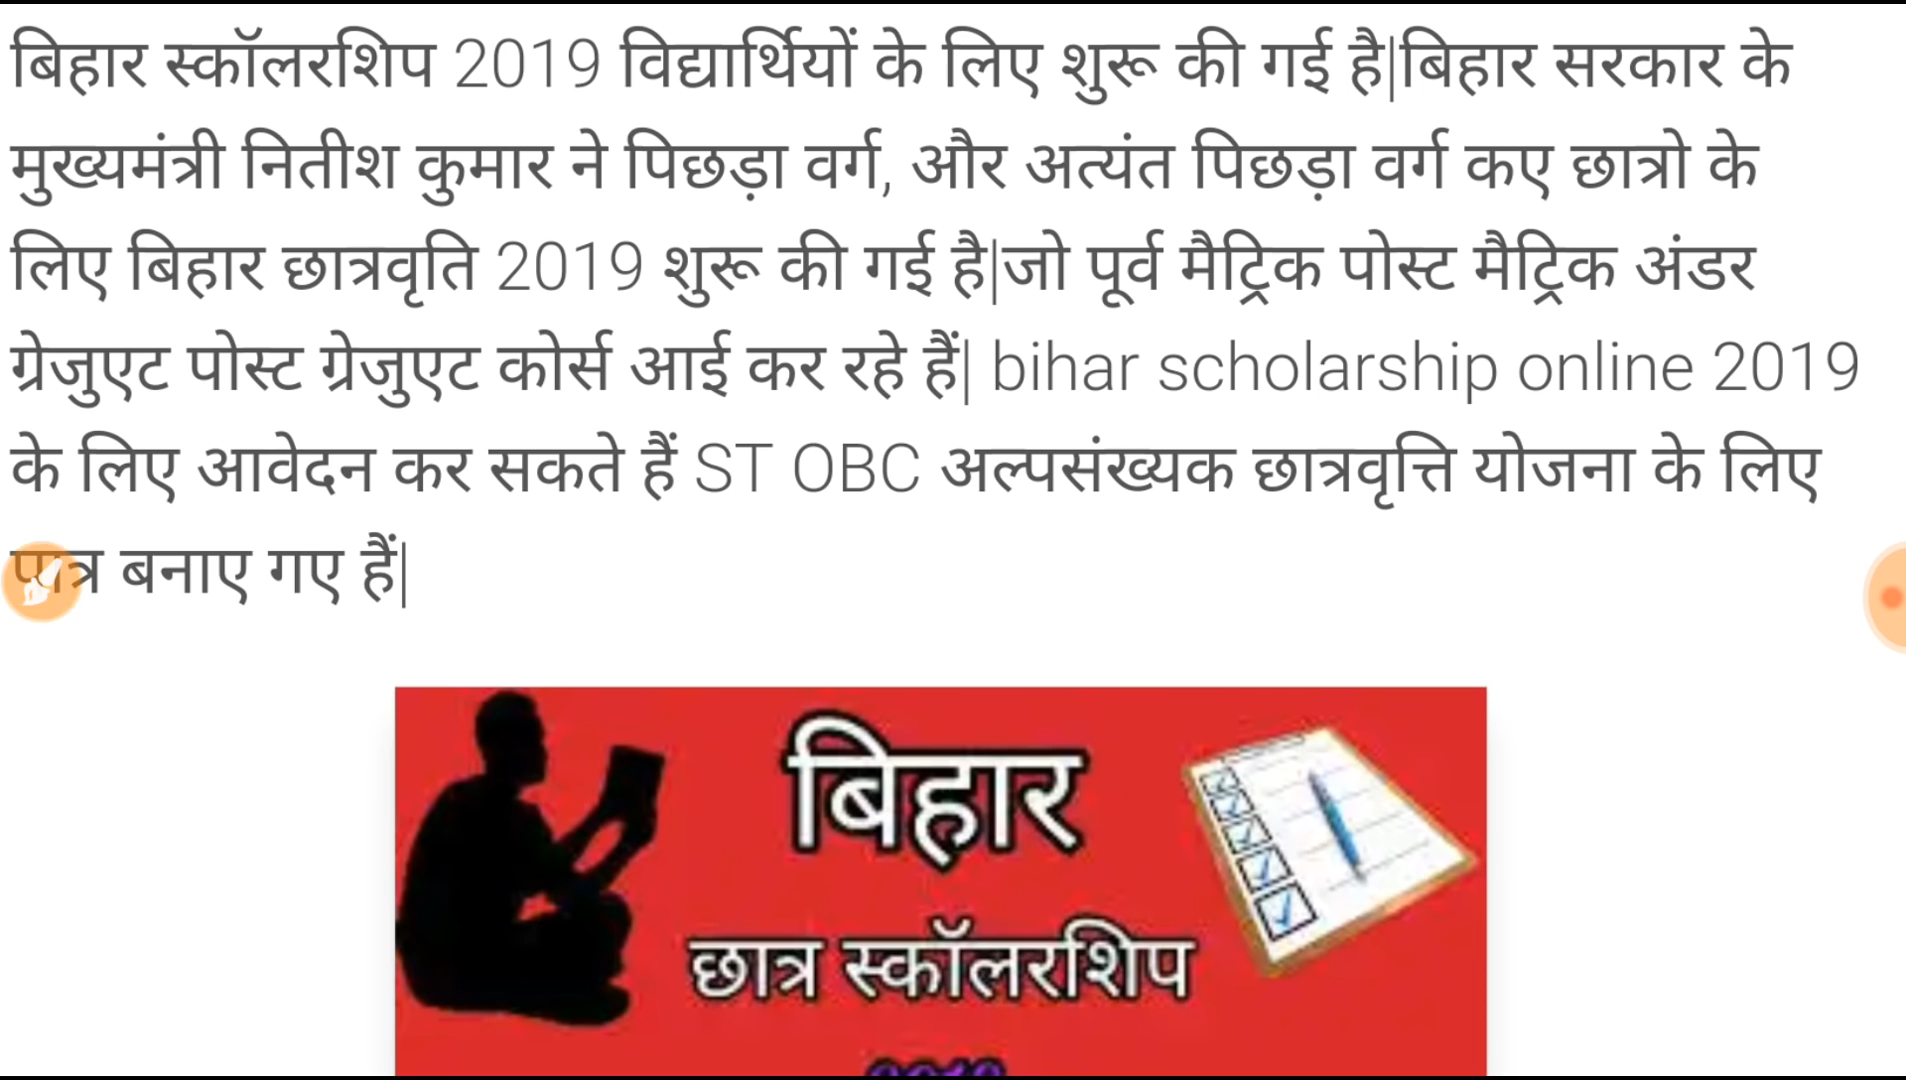 बिहार स्कॉलरशिप 2019 विद्यार्थियों के लिए शुरू की गई है|बिहार सरकार के
मुख्यमंत्री नितीश कुमार ने पिछड़ा वर्ग, और अत्यंत पिछड़ा वर्ग कए छात्रो के
लिए बिहार छात्रवृति 2019 शुरू की गई है|जो पूर्व मैट्रिक पोस्ट मैट्रिक अंडर
ग्रेजुएट पोस्ट ग्रेजुएट कोर्स आई कर रहे हैं| bihar scholarship online 2019
के लिए आवेदन कर सकते हैं ST OBC अल्पसंख्यक छात्रवृत्ति योजना के लिए
पात्र बनाए गए हैं|
बिहार
छात्र स्कॉलरशिप